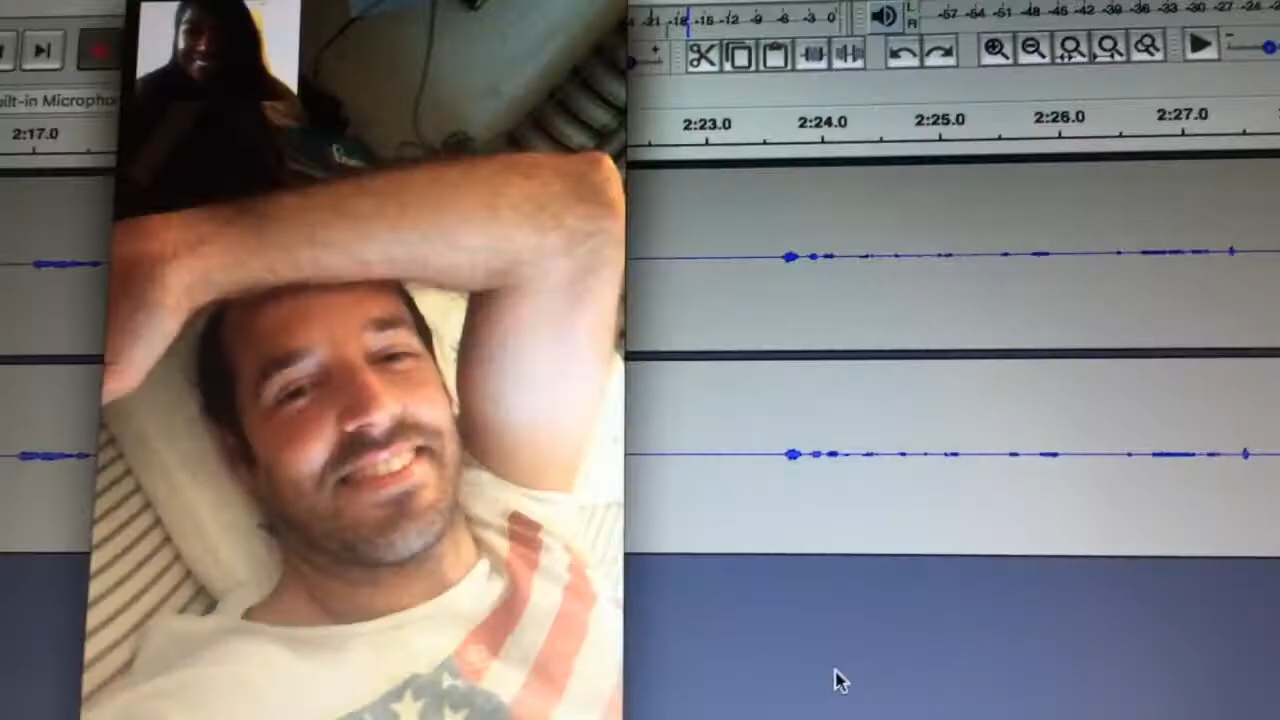 -21 -18 -15 -12 -9 -6 -3 0
L
R
-57 -54 -51 -48 -45 -42 -39 -36 -33 -30 -27 -24
ilt-in Micropho
2:17.0 2:23.0 2:24.0 2:25.0 2:26.0 2:27.0